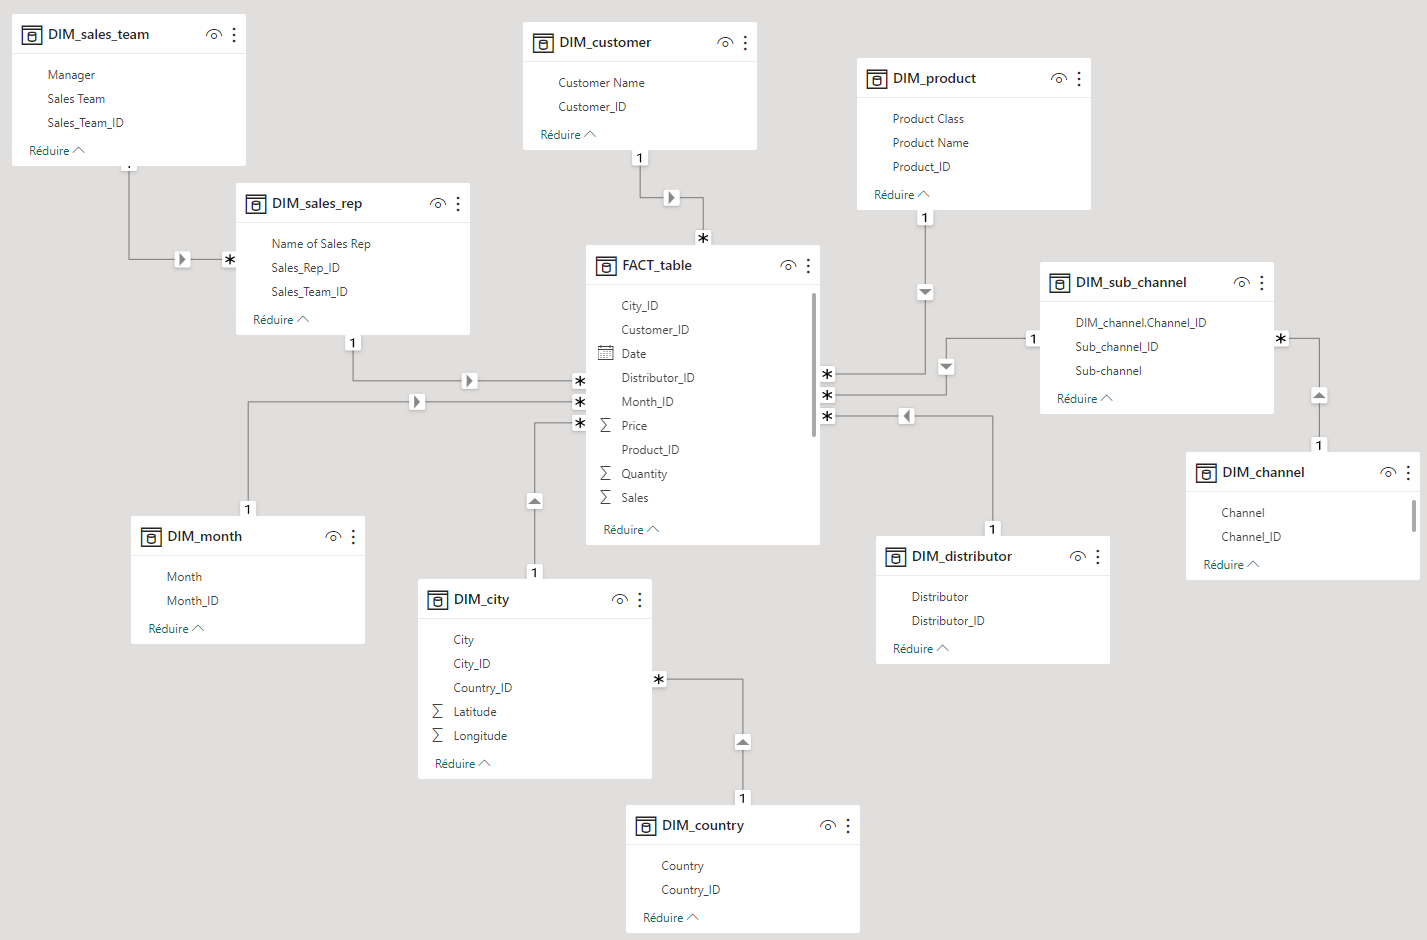 DIM_sales_team
Manager
Sales Team
Sales_Team_ID
Réduire
1
*
DIM_customer
Customer Name
Customer_ID
Réduire
1
*
DIM_product
Product Class
Product Name
Product_ID
Réduire
1
*
DIM_sales_rep
Name of Sales Rep
Sales_Rep_ID
Sales_Team_ID
Réduire
1
*
FACT_table
City_ID
Customer_ID
Date
Distributor_ID
Month_ID
Price
Product_ID
Quantity
Sales
Réduire
DIM_sub_channel
DIM_channel.Channel_ID
Sub_channel_ID
Sub-channel
Réduire
1
*
*
DIM_channel
Channel
Channel_ID
Réduire
1
DIM_month
Month
Month_ID
Réduire
1
*
DIM_city
City
City_ID
Country_ID
Latitude
Longitude
Réduire
1
*
*
DIM_distributor
Distributor
Distributor_ID
Réduire
1
*
DIM_country
Country
Country_ID
Réduire
1